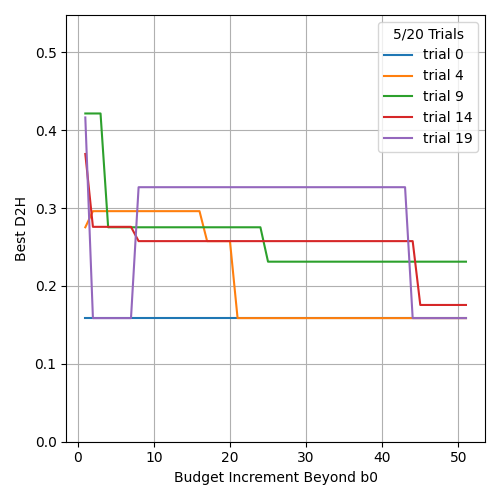 5/20 Trials
trial 0
trial 4
trial 9
trial 14
trial 19
Best D2H
0.5
0.4
0.3
0.2
0.1
0.0
0 10 20 30 40 50
Budget Increment Beyond b0